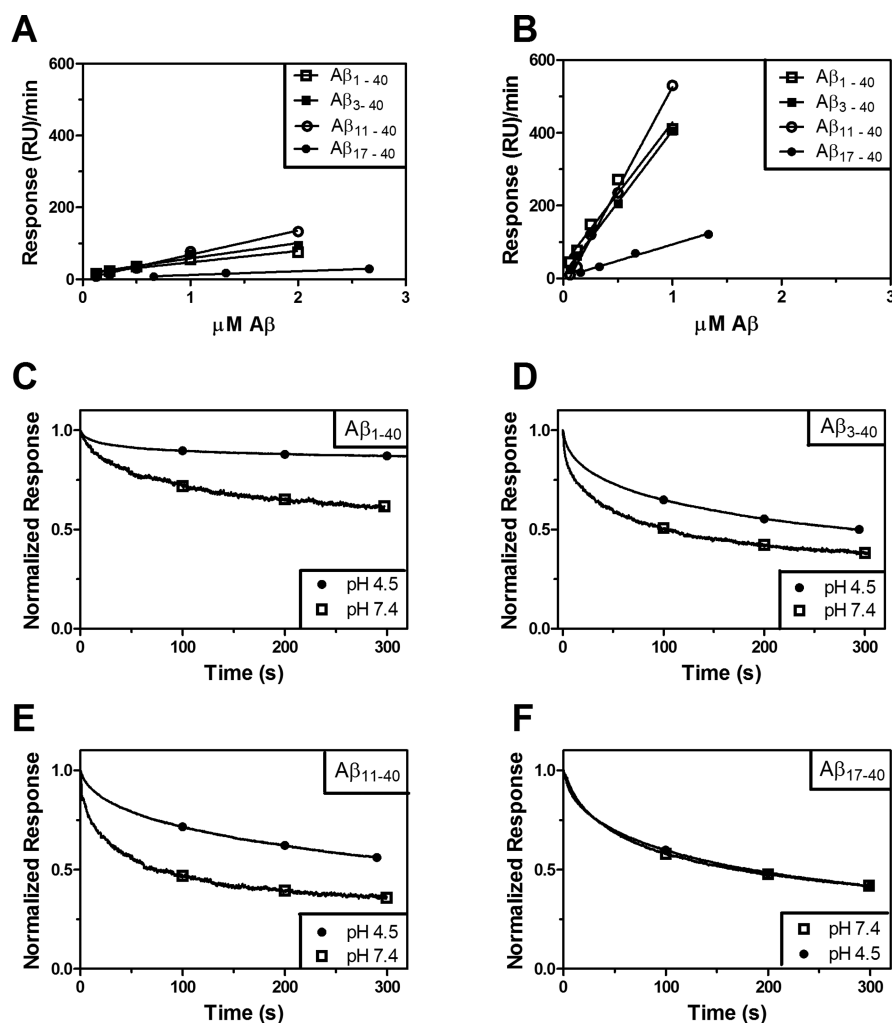 A
Response (RU)/min
600
400
200
0
0
1
2
3
μM Aβ
Aβ1-40
Aβ3-40
Aβ11-40
Aβ17-40
B
Response (RU)/min
600
400
200
0
0
1
2
3
μM Aβ
Aβ1-40
Aβ3-40
Aβ11-40
Aβ17-40
C
Normalized Response
1.0
0.5
0.0
0
100
200
300
Time (s)
Aβ1-40
pH 4.5
pH 7.4
D
Normalized Response
1.0
0.5
0.0
0
100
200
300
Time (s)
Aβ3-40
pH 4.5
pH 7.4
E
Normalized Response
1.0
0.5
0.0
0
100
200
300
Time (s)
Aβ11-40
pH 4.5
pH 7.4
F
Normalized Response
1.0
0.5
0.0
0
100
200
300
Time (s)
Aβ17-40
pH 7.4
pH 4.5